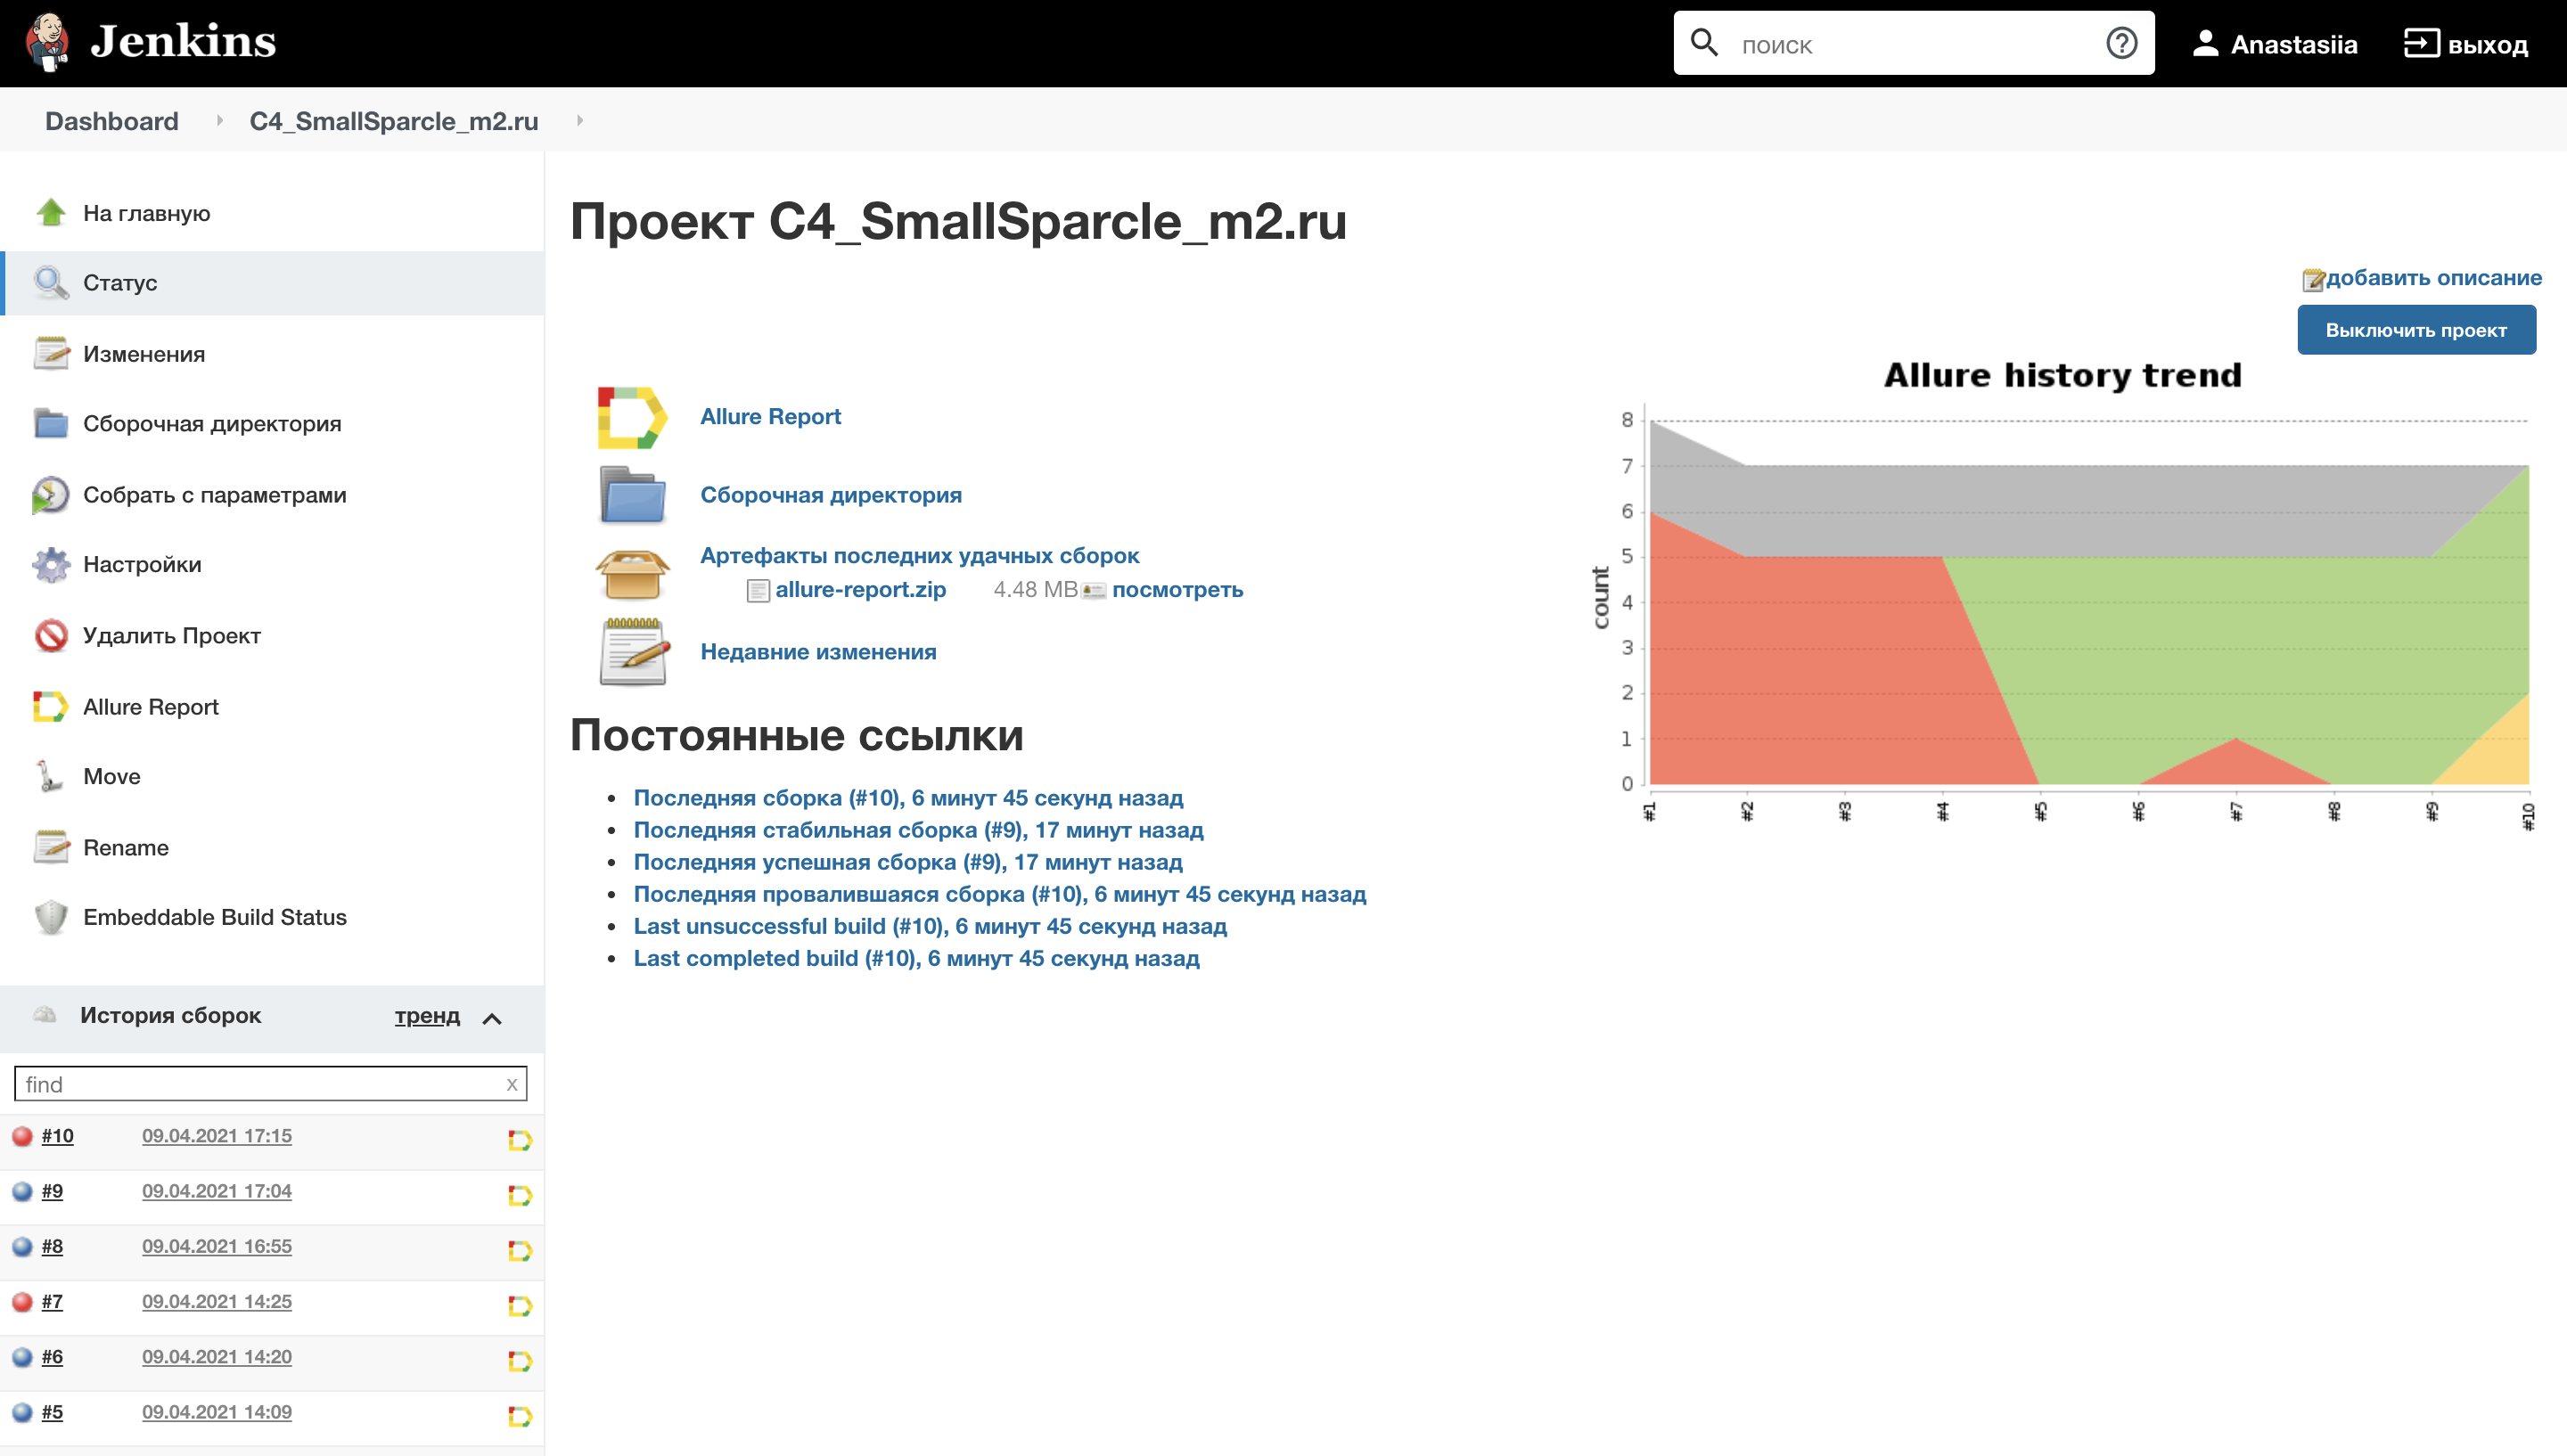 Jenkins
поиск
Anastasiia
выход
Dashboard
C4_SmallSparcle_m2.ru
На главную
Статус
Изменения
Сборочная директория
Собрать с параметрами
Настройки
Удалить Проект
Allure Report
Move
Rename
Embeddable Build Status
История сборок тренд
find x
#10 09.04.2021 17:15
#9 09.04.2021 17:04
#8 09.04.2021 16:55
#7 09.04.2021 14:25
#6 09.04.2021 14:20
#5 09.04.2021 14:09
Проект C4_SmallSparcle_m2.ru
добавить описание
Выключить проект
Allure Report
Сборочная директория
Артефакты последних удачных сборок
allure-report.zip 4.48 MB посмотреть
Недавние изменения
Постоянные ссылки
Последняя сборка (#10), 6 минут 45 секунд назад
Последняя стабильная сборка (#9), 17 минут назад
Последняя успешная сборка (#9), 17 минут назад
Последняя провалившаяся сборка (#10), 6 минут 45 секунд назад
Last unsuccessful build (#10), 6 минут 45 секунд назад
Last completed build (#10), 6 минут 45 секунд назад
Allure history trend
count
8
7
6
5
4
3
2
1
0
#1 #2 #3 #4 #5 #6 #7 #8 #9 #10